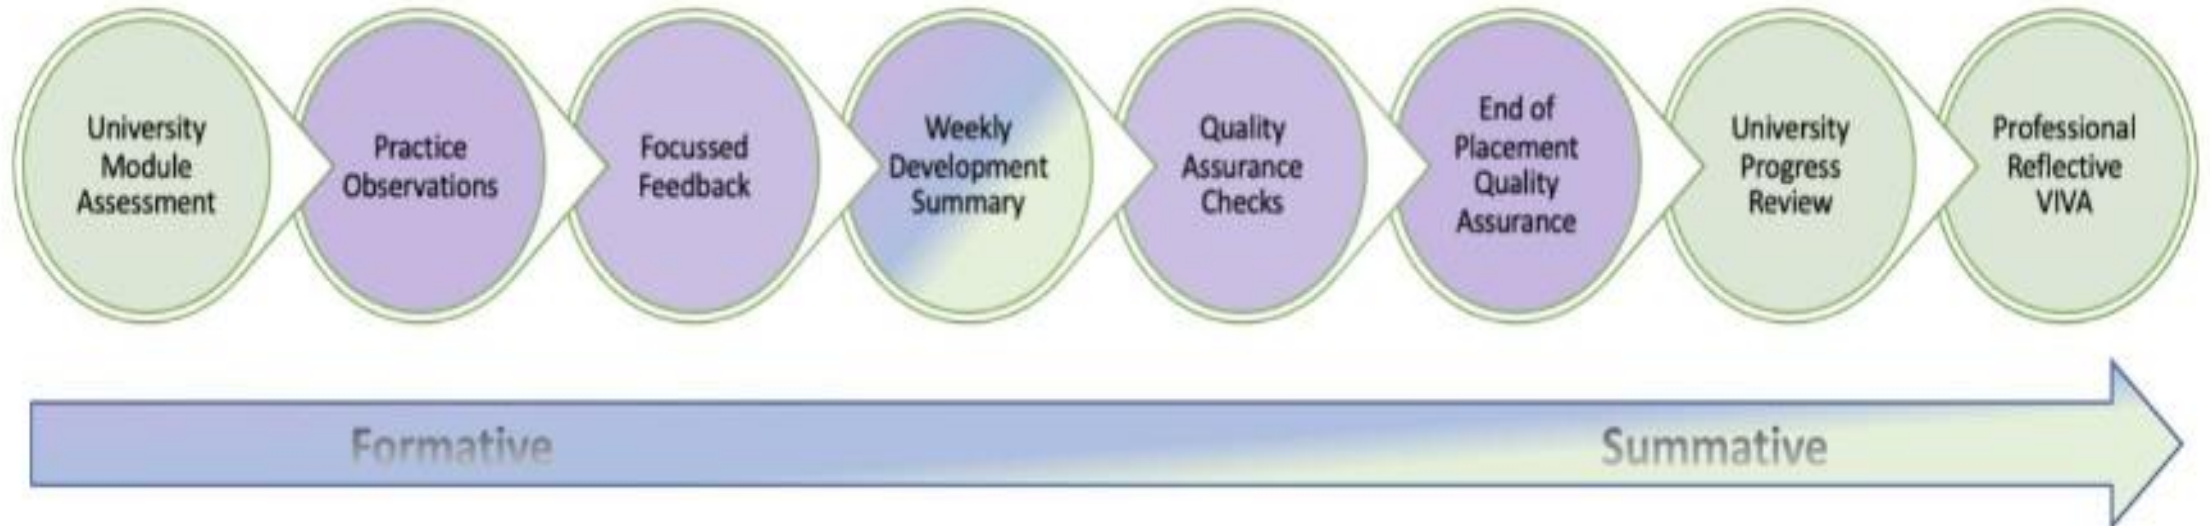 University
Module
Assessment
Practice
Observations
Focussed
Feedback
Weekly
Development
Summary
Quality
Assurance
Checks
End of
Placement
Quality
Assurance
University
Progress
Review
Professional
Reflective
VIVA
Formative
Summative